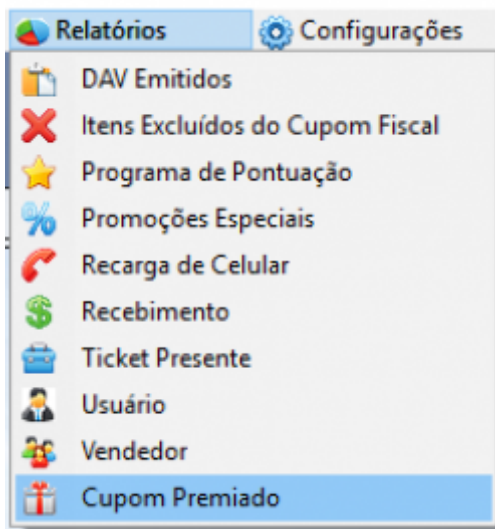 Relatórios Configurações
DAV Emitidos
Itens Excluídos do Cupom Fiscal
Programa de Pontuação
Promoções Especiais
Recarga de Celular
Recebimento
Ticket Presente
Usuário
Vendedor
Cupom Premiado